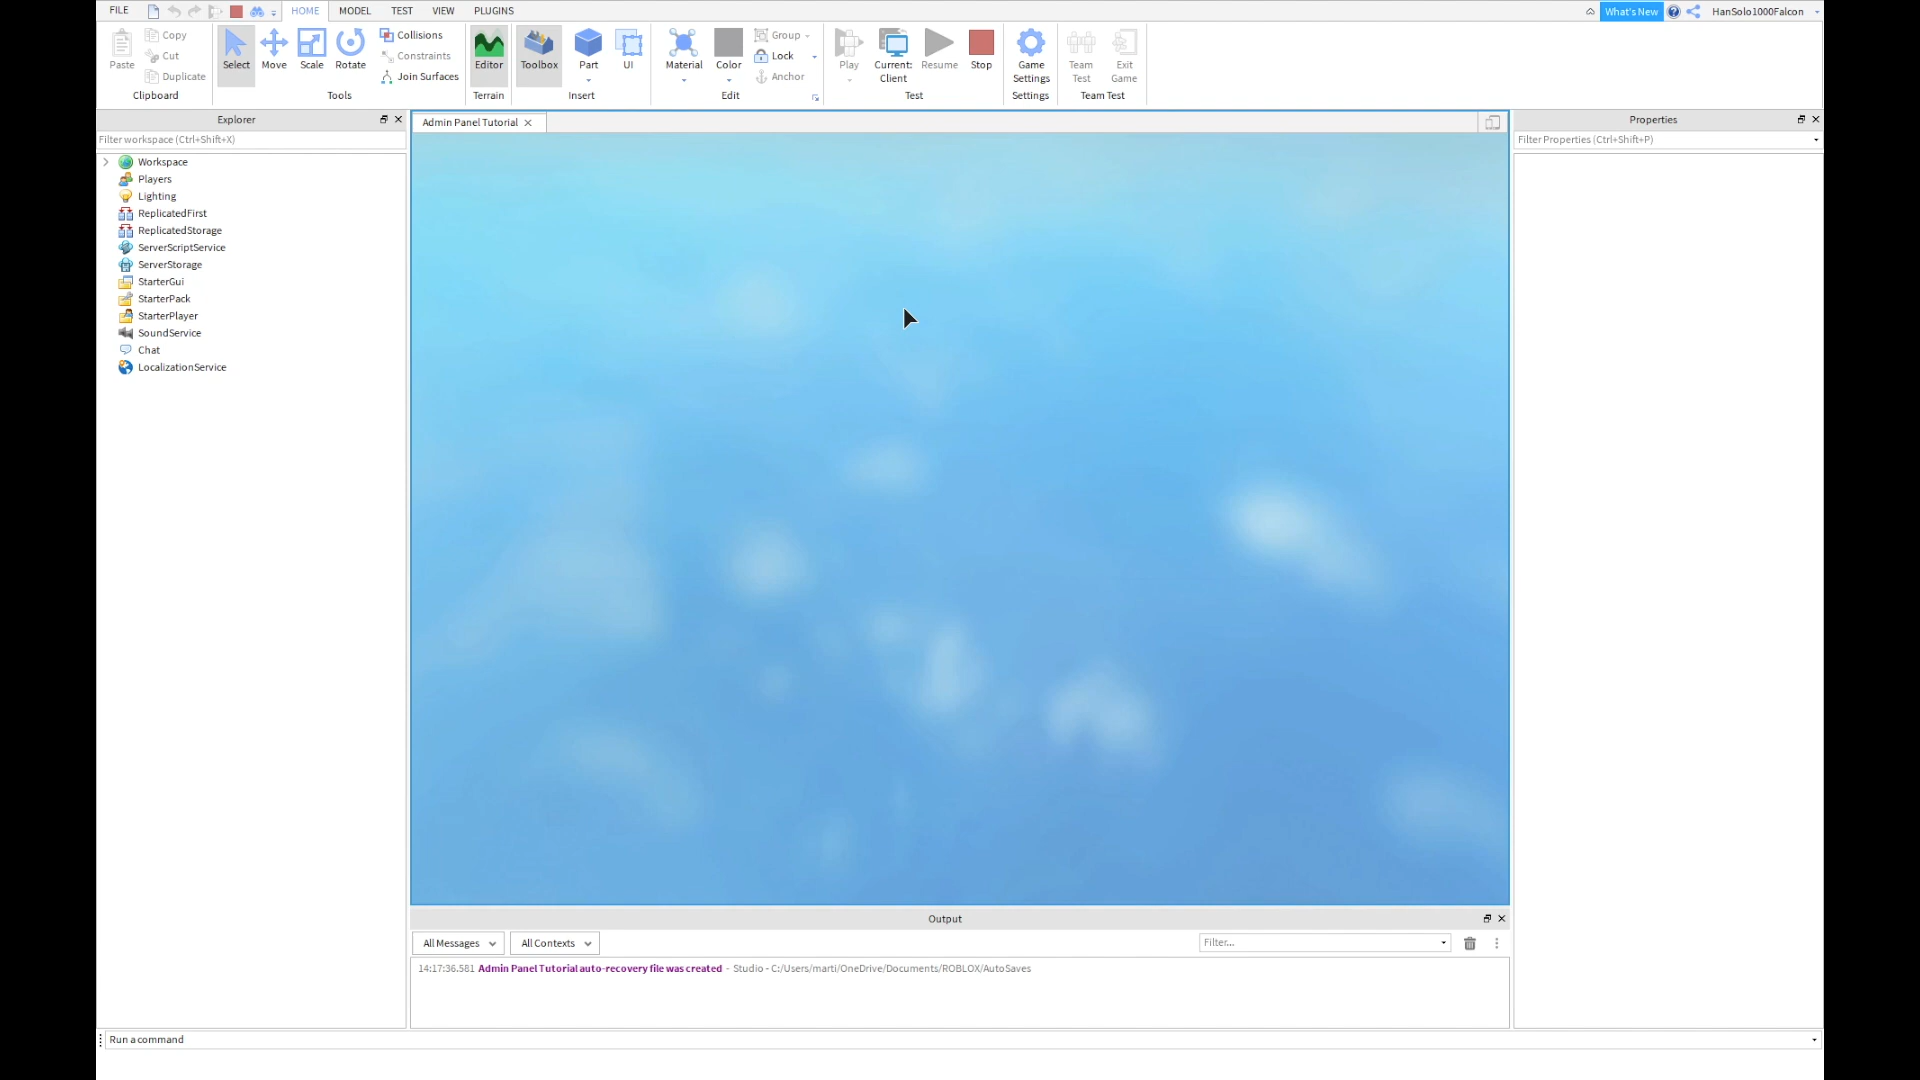 FILE HOME MODEL TEST VIEW PLUGINS What's New HanSolo1000Falcon
Paste Copy Cut Duplicate
Clipboard
Select Move Scale Rotate Collisions Constraints Join Surfaces
Tools
Editor
Terrain
Toolbox Part UI
Insert
Material Color Group Lock Anchor
Edit
Play Current: Client Resume Stop
Test
Game Settings
Settings
Team Test Exit Game
Team Test
Explorer
Filter workspace (Ctrl+Shift+X)
Workspace
Players
Lighting
ReplicatedFirst
ReplicatedStorage
ServerScriptService
ServerStorage
StarterGui
StarterPack
StarterPlayer
SoundService
Chat
LocalizationService
Admin Panel Tutorial
Properties
Filter Properties (Ctrl+Shift+P)
Output
All Messages All Contexts Filter...
14:17:36.581 Admin Panel Tutorial auto-recovery file was created - Studio - C:/Users/marti/OneDrive/Documents/ROBLOX/AutoSaves
Run a command